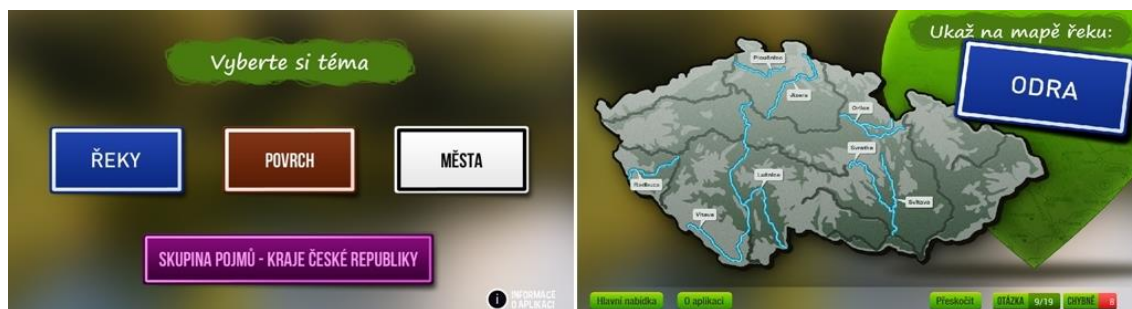 Vyberte si téma
ŘEKY
POVRCH
MĚSTA
SKUPINA POJMŮ - KRAJE ČESKÉ REPUBLIKY
i
INFORMACE
O APLIKACI
Ukaž na mapě řeku:
ODRA
Ploučnice
Jizera
Orlice
Svratka
Radbuza
Lužnice
Vltava
Svitava
Hlavní nabídka
O aplikaci
Přeskočit
OTÁZKA
9/19
CHYBNĚ
8